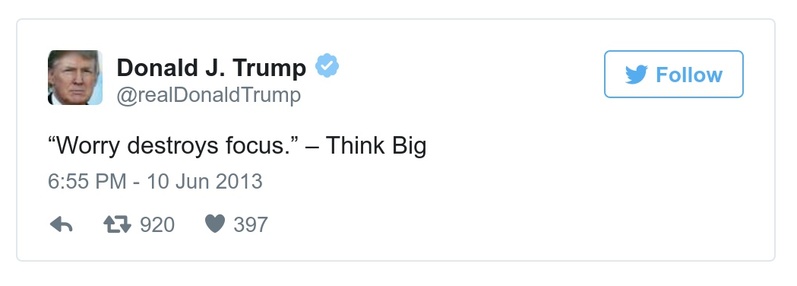 Donald J. Trump
@realDonaldTrump
Follow
“Worry destroys focus.” – Think Big
6:55 PM - 10 Jun 2013
920 397